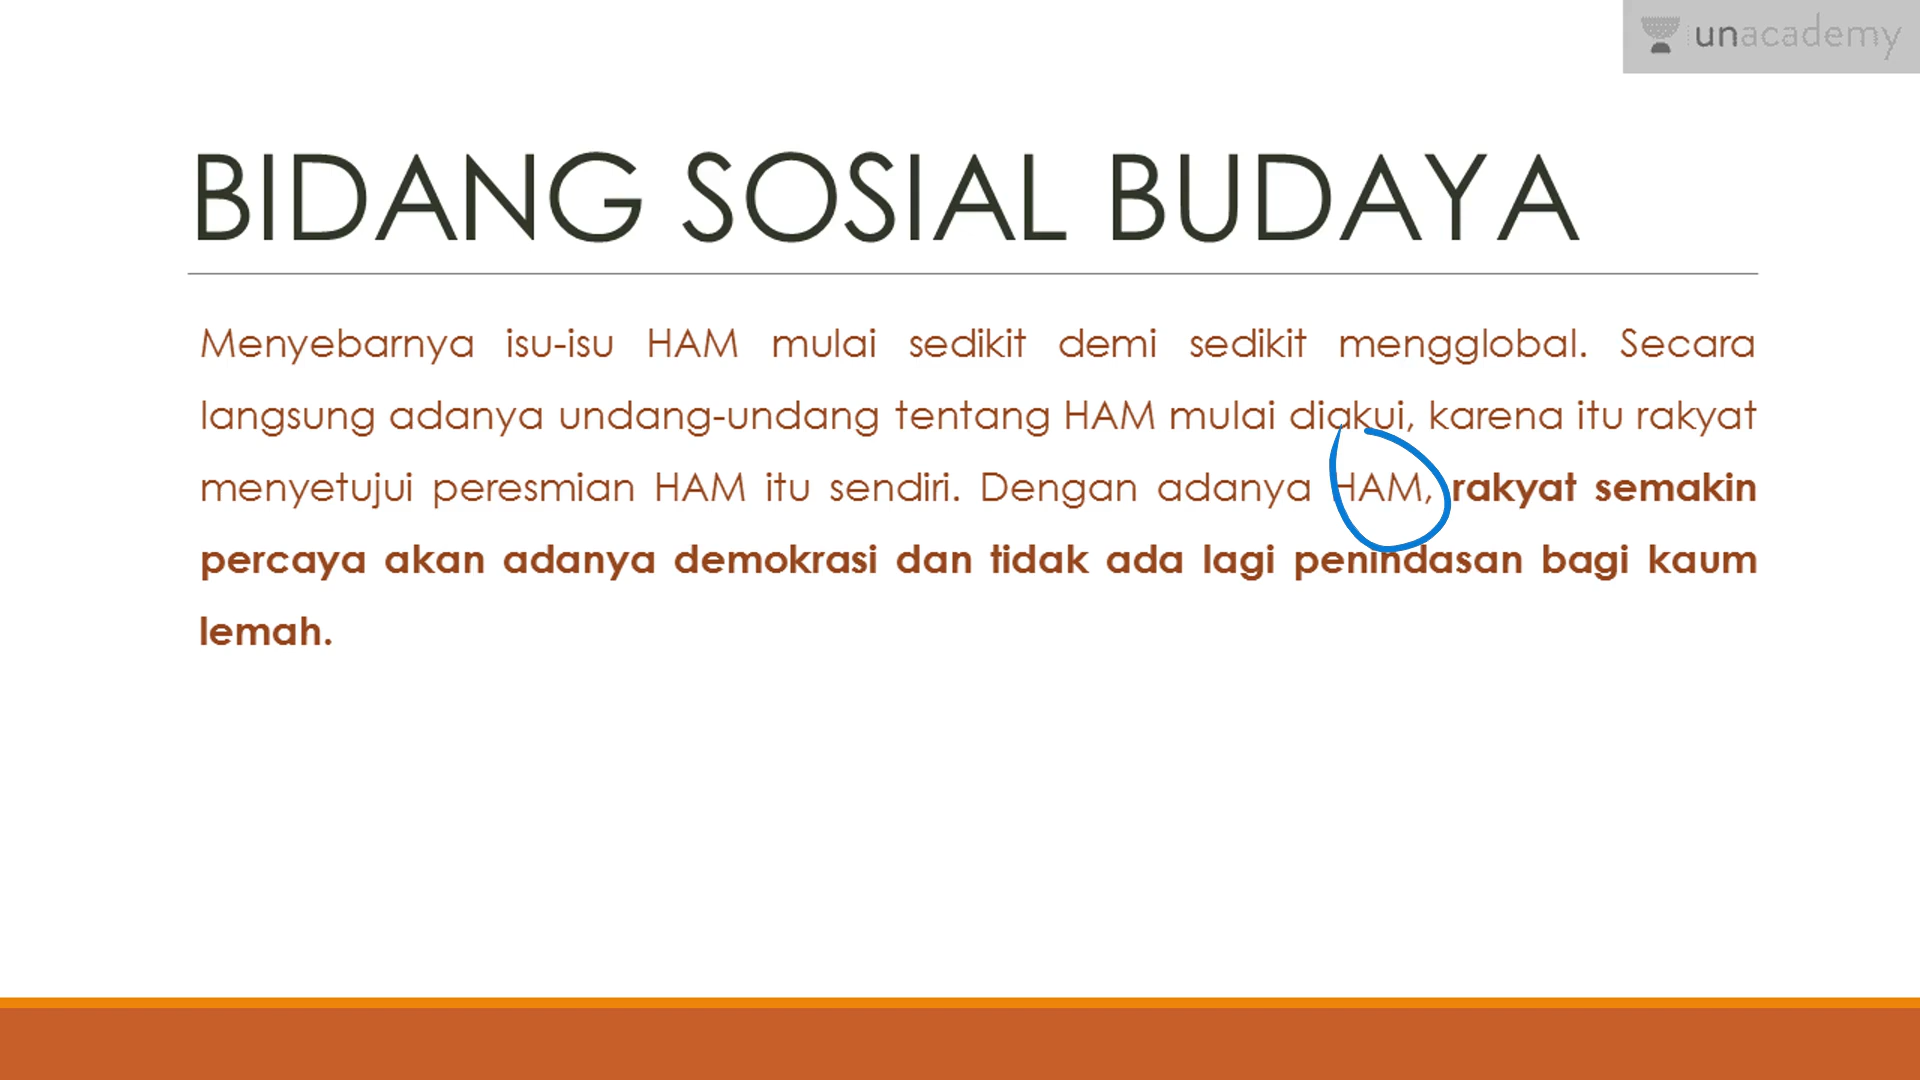 unacademy
BIDANG SOSIAL BUDAYA
Menyebarnya isu-isu HAM mulai sedikit demi sedikit mengglobal. Secara
langsung adanya undang-undang tentang HAM mulai diakui, karena itu rakyat
menyetujui peresmian HAM itu sendiri. Dengan adanya HAM, rakyat semakin
percaya akan adanya demokrasi dan tidak ada lagi penindasan bagi kaum
lemah.